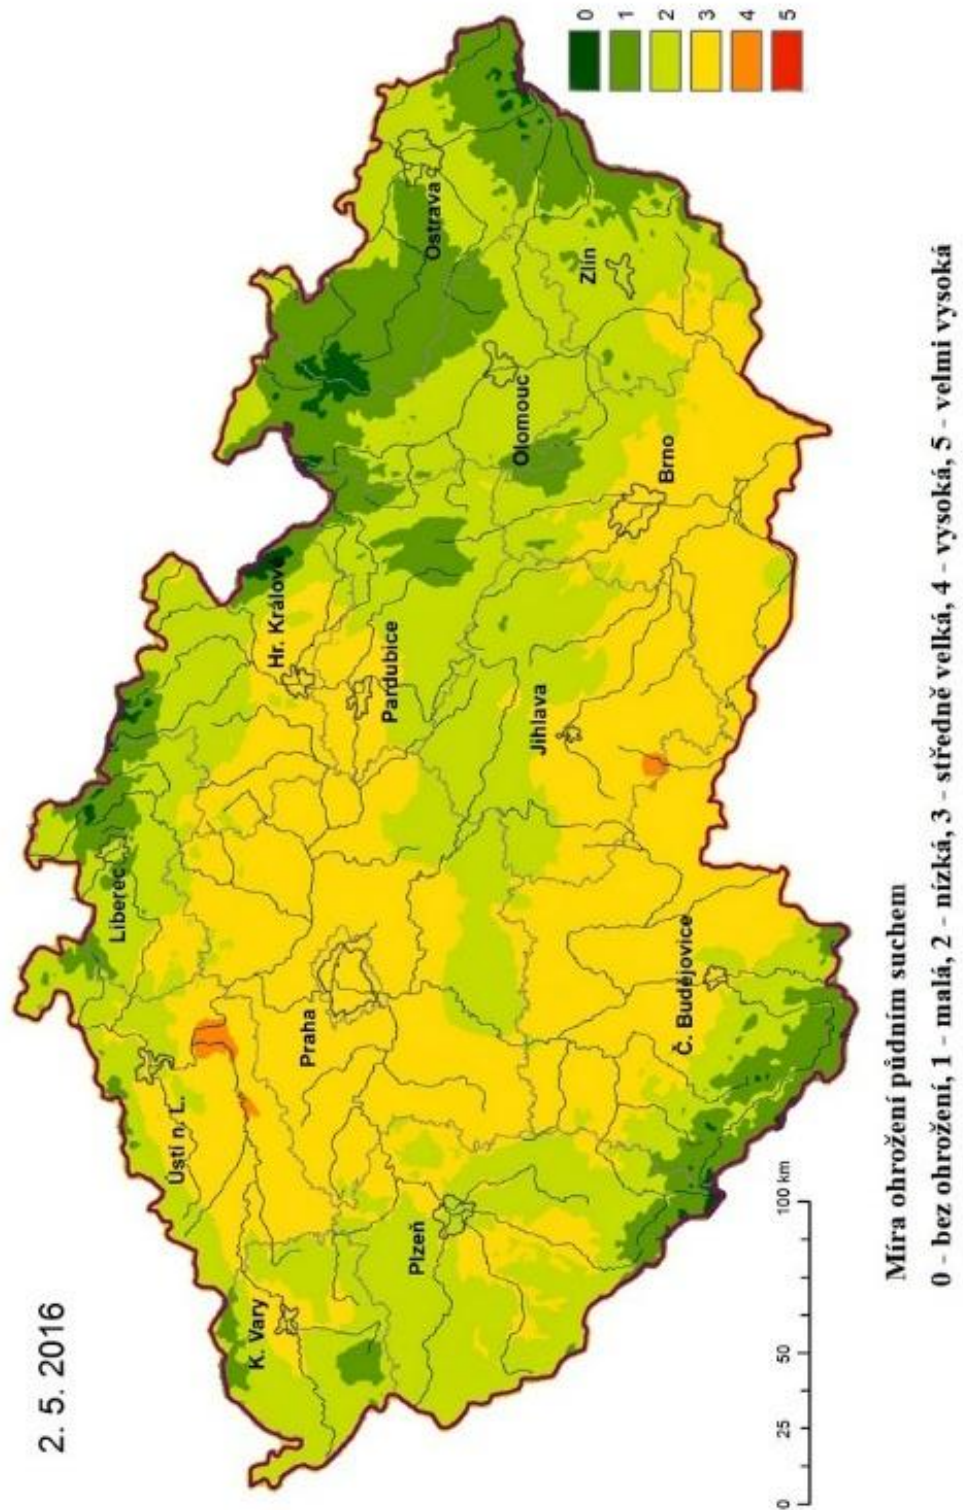 2. 5. 2016
0
1
2
3
4
5
Liberec
Ústí n. L.
K. Vary
Hr. Králové
Praha
Pardubice
Ostrava
Plzeň
Olomouc
Jihlava
Zlín
Brno
Č. Budějovice
0 25 50 100 km
Míra ohrožení půdním suchem
0 - bez ohrožení, 1 - malá, 2 - nízká, 3 - středně velká, 4 - vysoká, 5 - velmi vysoká